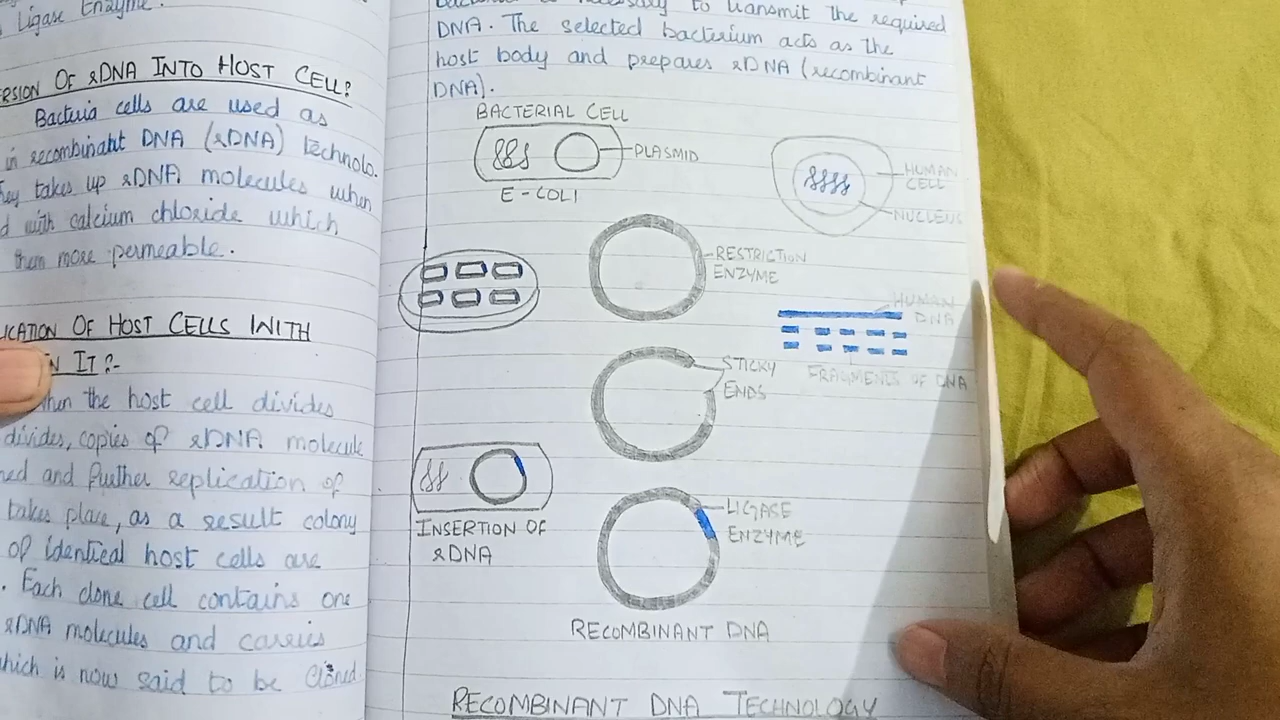 Ligase Enzyme.
ERSION OF rDNA INTO HOST CELL:
Bacteria cells are used as
in recombinant DNA (rDNA) technolo.
hey takes up rDNA molecules when
d with calcium chloride which
them more permeable.
ICATION OF HOST CELLS WITH
N IT:-
When the host cell divides
divides, copies of rDNA molecule
ned and further replication of
takes place, as a result colony
of identical host cells are
. Each clone cell contains one
rDNA molecules and carries
which is now said to be cloned.
to transmit the required
DNA. The selected bacterium acts as the
host body and prepares rDNA (recombinant
DNA).
BACTERIAL CELL
PLASMID
E-COLI
HUMAN
CELL
NUCLEUS
RESTRICTION
ENZYME
HUMAN
DNA
FRAGMENTS OF DNA
STICKY
ENDS
INSERTION OF
rDNA
LIGASE
ENZYME
RECOMBINANT DNA
RECOMBINANT DNA TECHNOLOGY